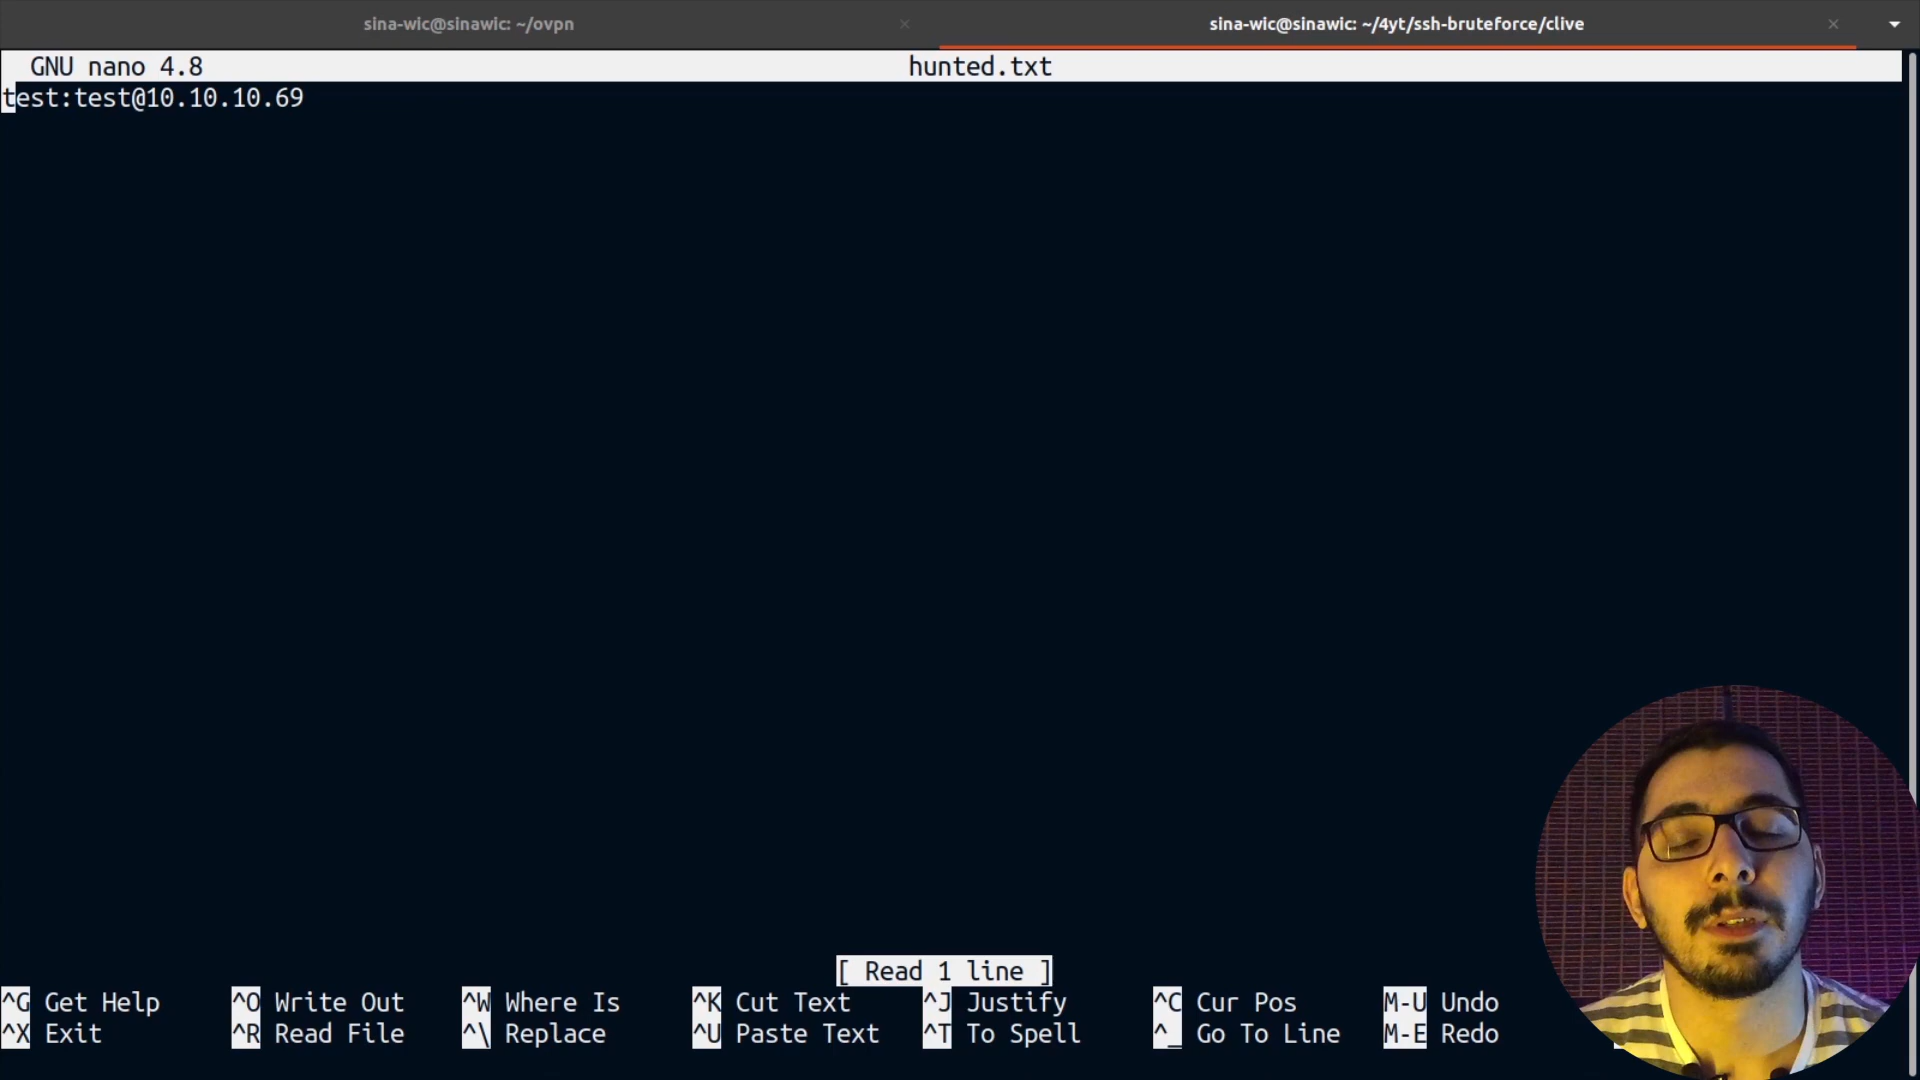 sina-wic@sinawic: ~/ovpn × sina-wic@sinawic: ~/4yt/ssh-bruteforce/clive ×
GNU nano 4.8 hunted.txt
test:test@10.10.10.69
[ Read 1 line ]
^G Get Help ^O Write Out ^W Where Is ^K Cut Text ^J Justify ^C Cur Pos M-U Undo
^X Exit ^R Read File ^\ Replace ^U Paste Text ^T To Spell ^_ Go To Line M-E Redo